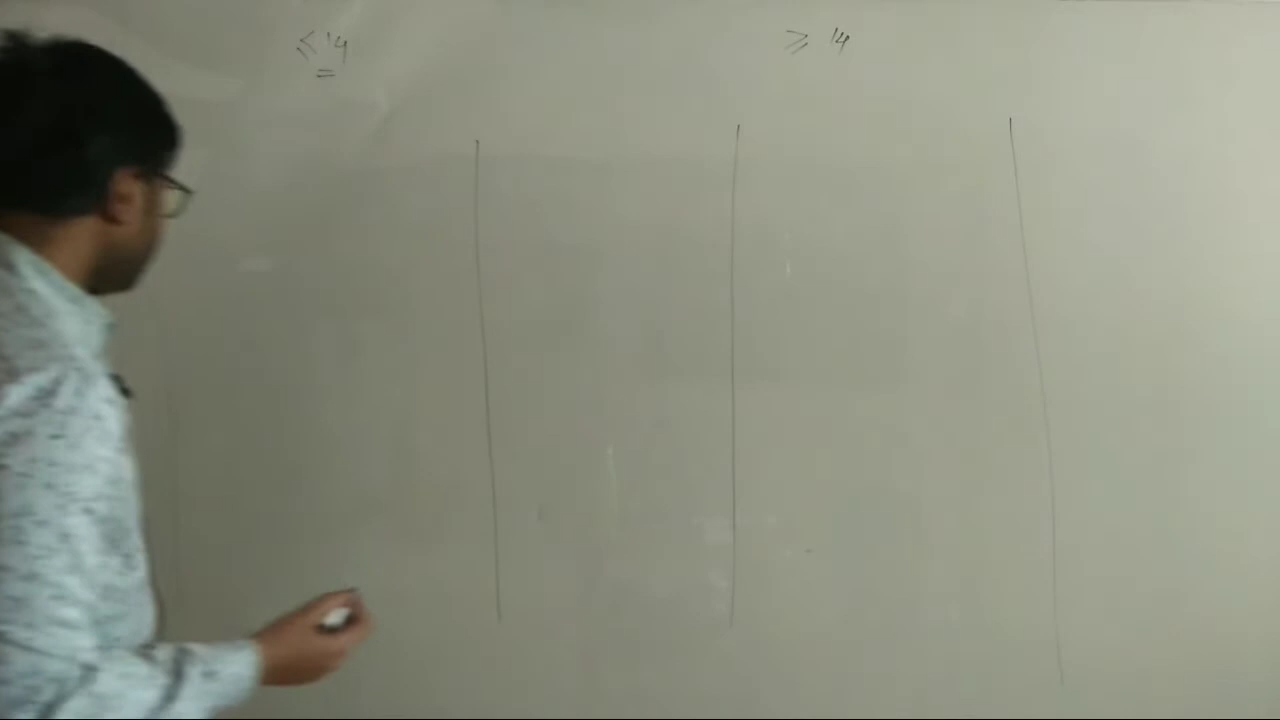 ≤ 14 ≥ 14
=